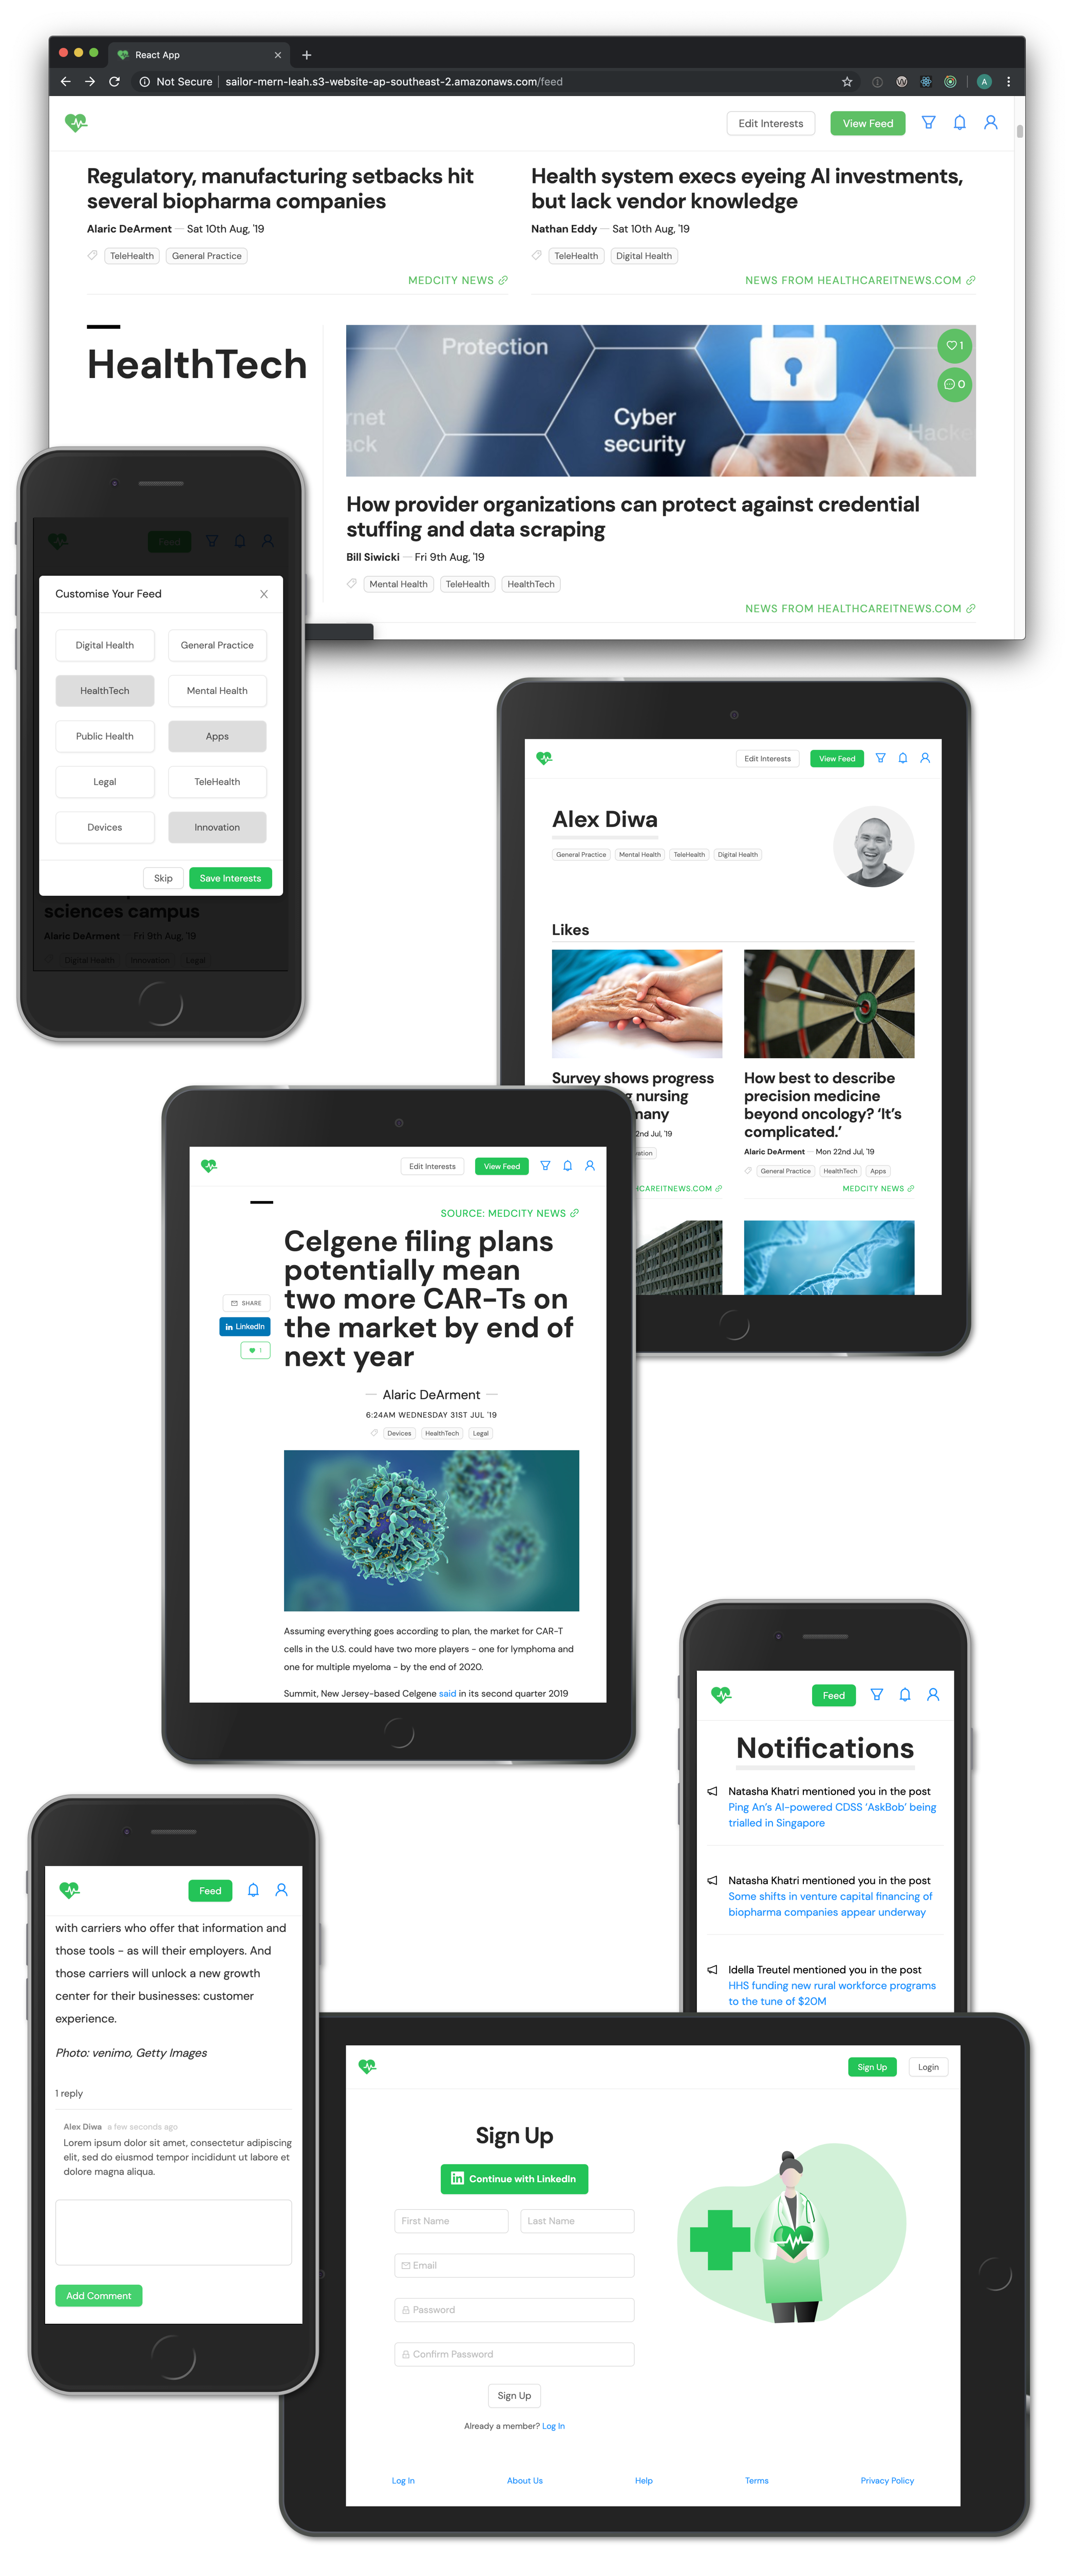 React App
Not Secure
sailor-mern-leah.s3-website-ap-southeast-2.amazonaws.com/feed
A
Edit Interests
View Feed
Regulatory, manufacturing setbacks hit
several biopharma companies
Alaric DeArment — Sat 10th Aug, '19
TeleHealth
General Practice
MEDCITY NEWS
Health system execs eyeing AI investments,
but lack vendor knowledge
Nathan Eddy — Sat 10th Aug, '19
TeleHealth
Digital Health
NEWS FROM HEALTHCAREITNEWS.COM
HealthTech
Protection
Cyber
security
1
0
How provider organizations can protect against credential
stuffing and data scraping
Bill Siwicki — Fri 9th Aug, '19
Mental Health
TeleHealth
HealthTech
NEWS FROM HEALTHCAREITNEWS.COM
Feed
Customise Your Feed
X
Digital Health
General Practice
HealthTech
Mental Health
Public Health
Apps
Legal
TeleHealth
Devices
Innovation
Skip
Save Interests
sciences campus
Alaric DeArment — Fri 9th Aug, '19
Digital Health
Innovation
Legal
Edit Interests
View Feed
Alex Diwa
General Practice
Mental Health
TeleHealth
Digital Health
Likes
Survey shows progress
nursing
2nd Jul, '19
HCAREITNEWS.COM
How best to describe
precision medicine
beyond oncology? ‘It’s
complicated.’
Alaric DeArment — Mon 22nd Jul, '19
General Practice
HealthTech
Apps
MEDCITY NEWS
Edit Interests
View Feed
SOURCE: MEDCITY NEWS
Celgene filing plans
potentially mean
two more CAR-Ts on
the market by end of
next year
SHARE
LinkedIn
1
— Alaric DeArment —
6:24AM WEDNESDAY 31ST JUL '19
Devices
HealthTech
Legal
Assuming everything goes according to plan, the market for CAR-T
cells in the U.S. could have two more players - one for lymphoma and
one for multiple myeloma - by the end of 2020.
Summit, New Jersey-based Celgene said in its second quarter 2019
Feed
Notifications
Natasha Khatri mentioned you in the post
Ping An’s AI-powered CDSS ‘AskBob’ being
trialled in Singapore
Natasha Khatri mentioned you in the post
Some shifts in venture capital financing of
biopharma companies appear underway
Idella Treutel mentioned you in the post
HHS funding new rural workforce programs
to the tune of $20M
Feed
with carriers who offer that information and
those tools - as will their employers. And
those carriers will unlock a new growth
center for their businesses: customer
experience.
Photo: venimo, Getty Images
1 reply
Alex Diwa a few seconds ago
Lorem ipsum dolor sit amet, consectetur adipiscing
elit, sed do eiusmod tempor incididunt ut labore et
dolore magna aliqua.
Add Comment
Sign Up
Login
Sign Up
in Continue with LinkedIn
First Name
Last Name
Email
Password
Confirm Password
Sign Up
Already a member? Log In
Log In
About Us
Help
Terms
Privacy Policy